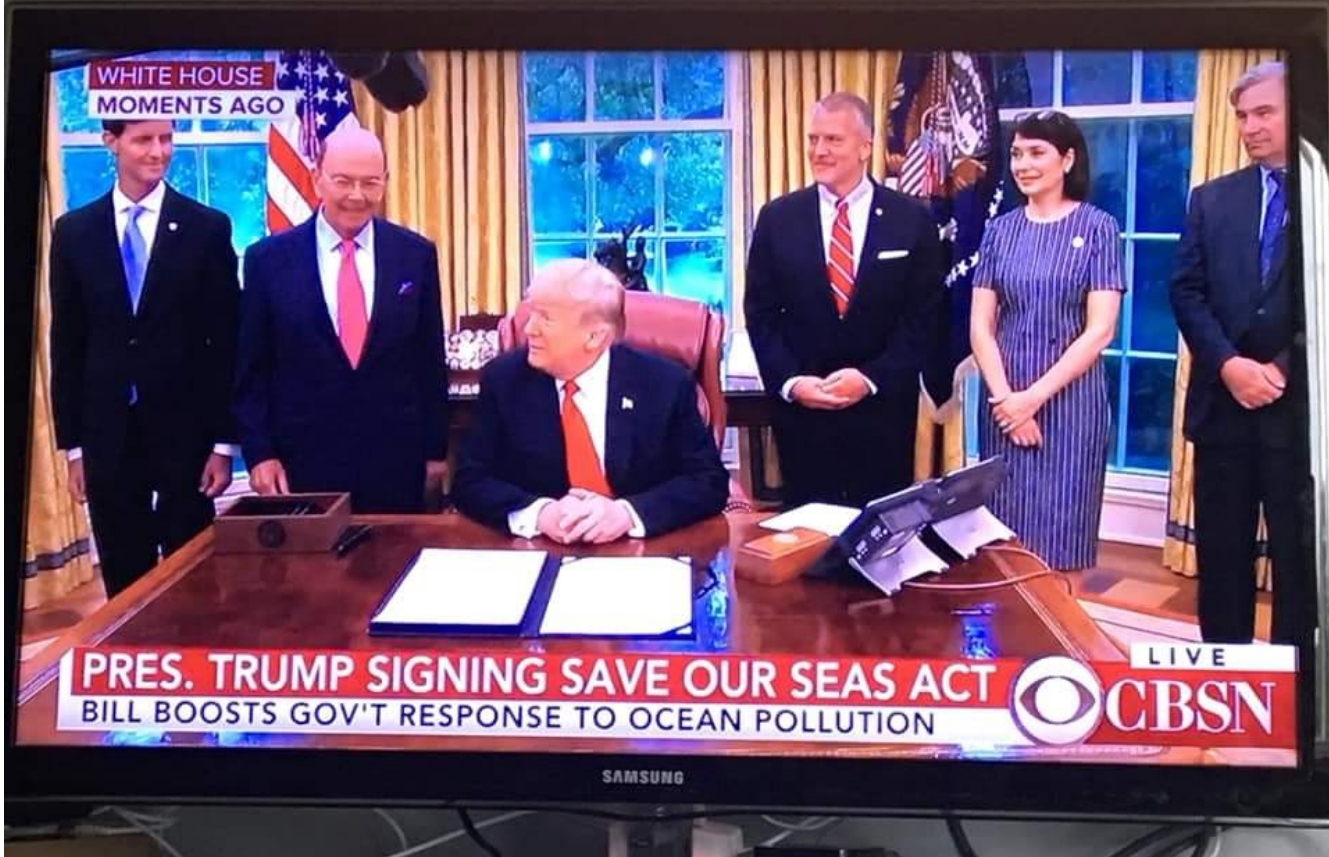 WHITE HOUSE
MOMENTS AGO
PRES. TRUMP SIGNING SAVE OUR SEAS ACT
BILL BOOSTS GOV'T RESPONSE TO OCEAN POLLUTION
LIVE
CBSN
SAMSUNG